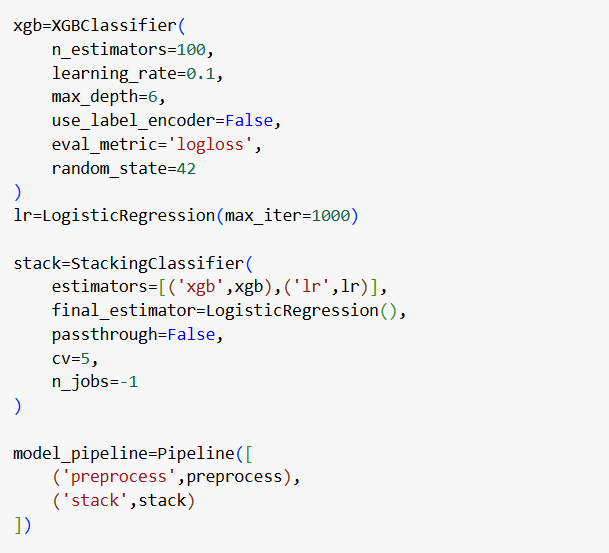 xgb=XGBClassifier(
    n_estimators=100,
    learning_rate=0.1,
    max_depth=6,
    use_label_encoder=False,
    eval_metric='logloss',
    random_state=42
)
lr=LogisticRegression(max_iter=1000)

stack=StackingClassifier(
    estimators=[('xgb',xgb),('lr',lr)],
    final_estimator=LogisticRegression(),
    passthrough=False,
    cv=5,
    n_jobs=-1
)

model_pipeline=Pipeline([
    ('preprocess',preprocess),
    ('stack',stack)
])